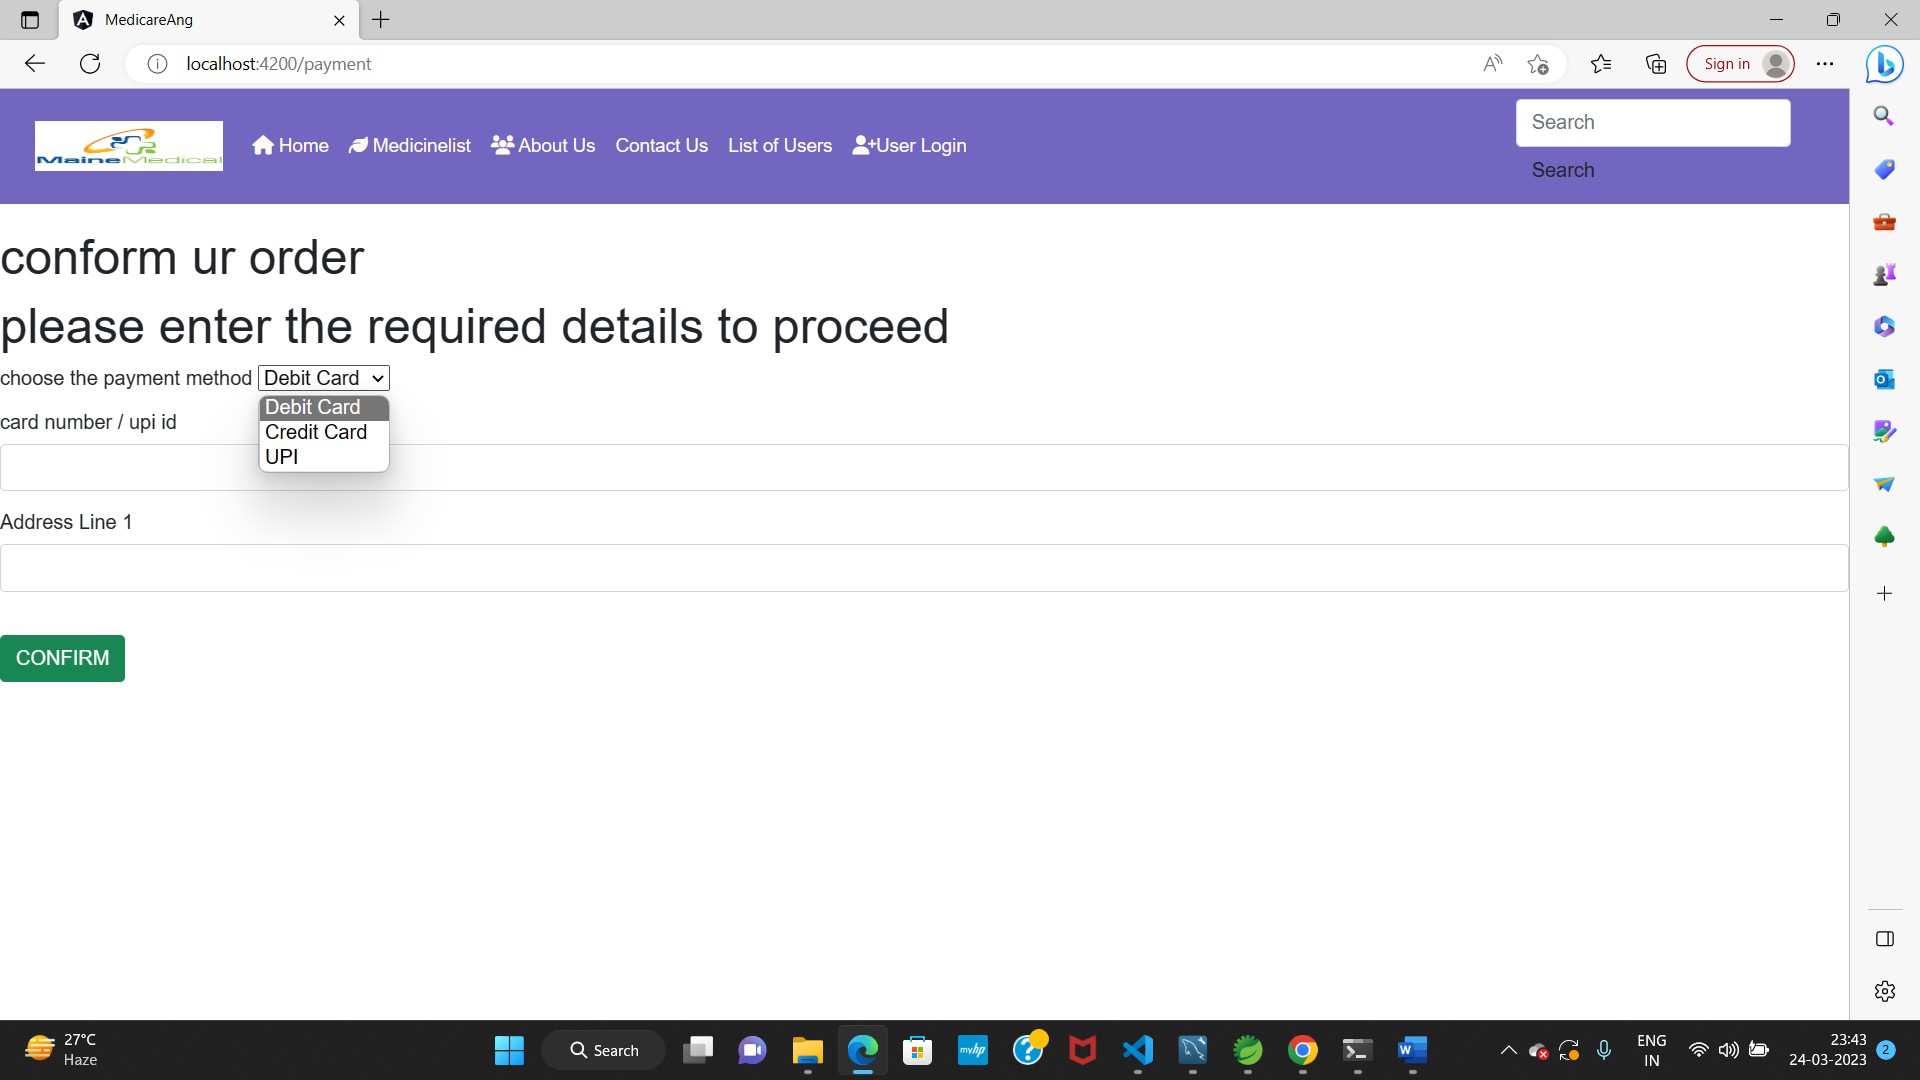 MedicareAng
localhost:4200/payment
Sign in
MaineMedical
Home
Medicinelist
About Us
Contact Us
List of Users
User Login
Search
Search
conform ur order
please enter the required details to proceed
choose the payment method Debit Card
Debit Card
Credit Card
UPI
card number / upi id
Address Line 1
CONFIRM
27°C
Haze
Search
myhp
ENG
IN
23:43
24-03-2023
2